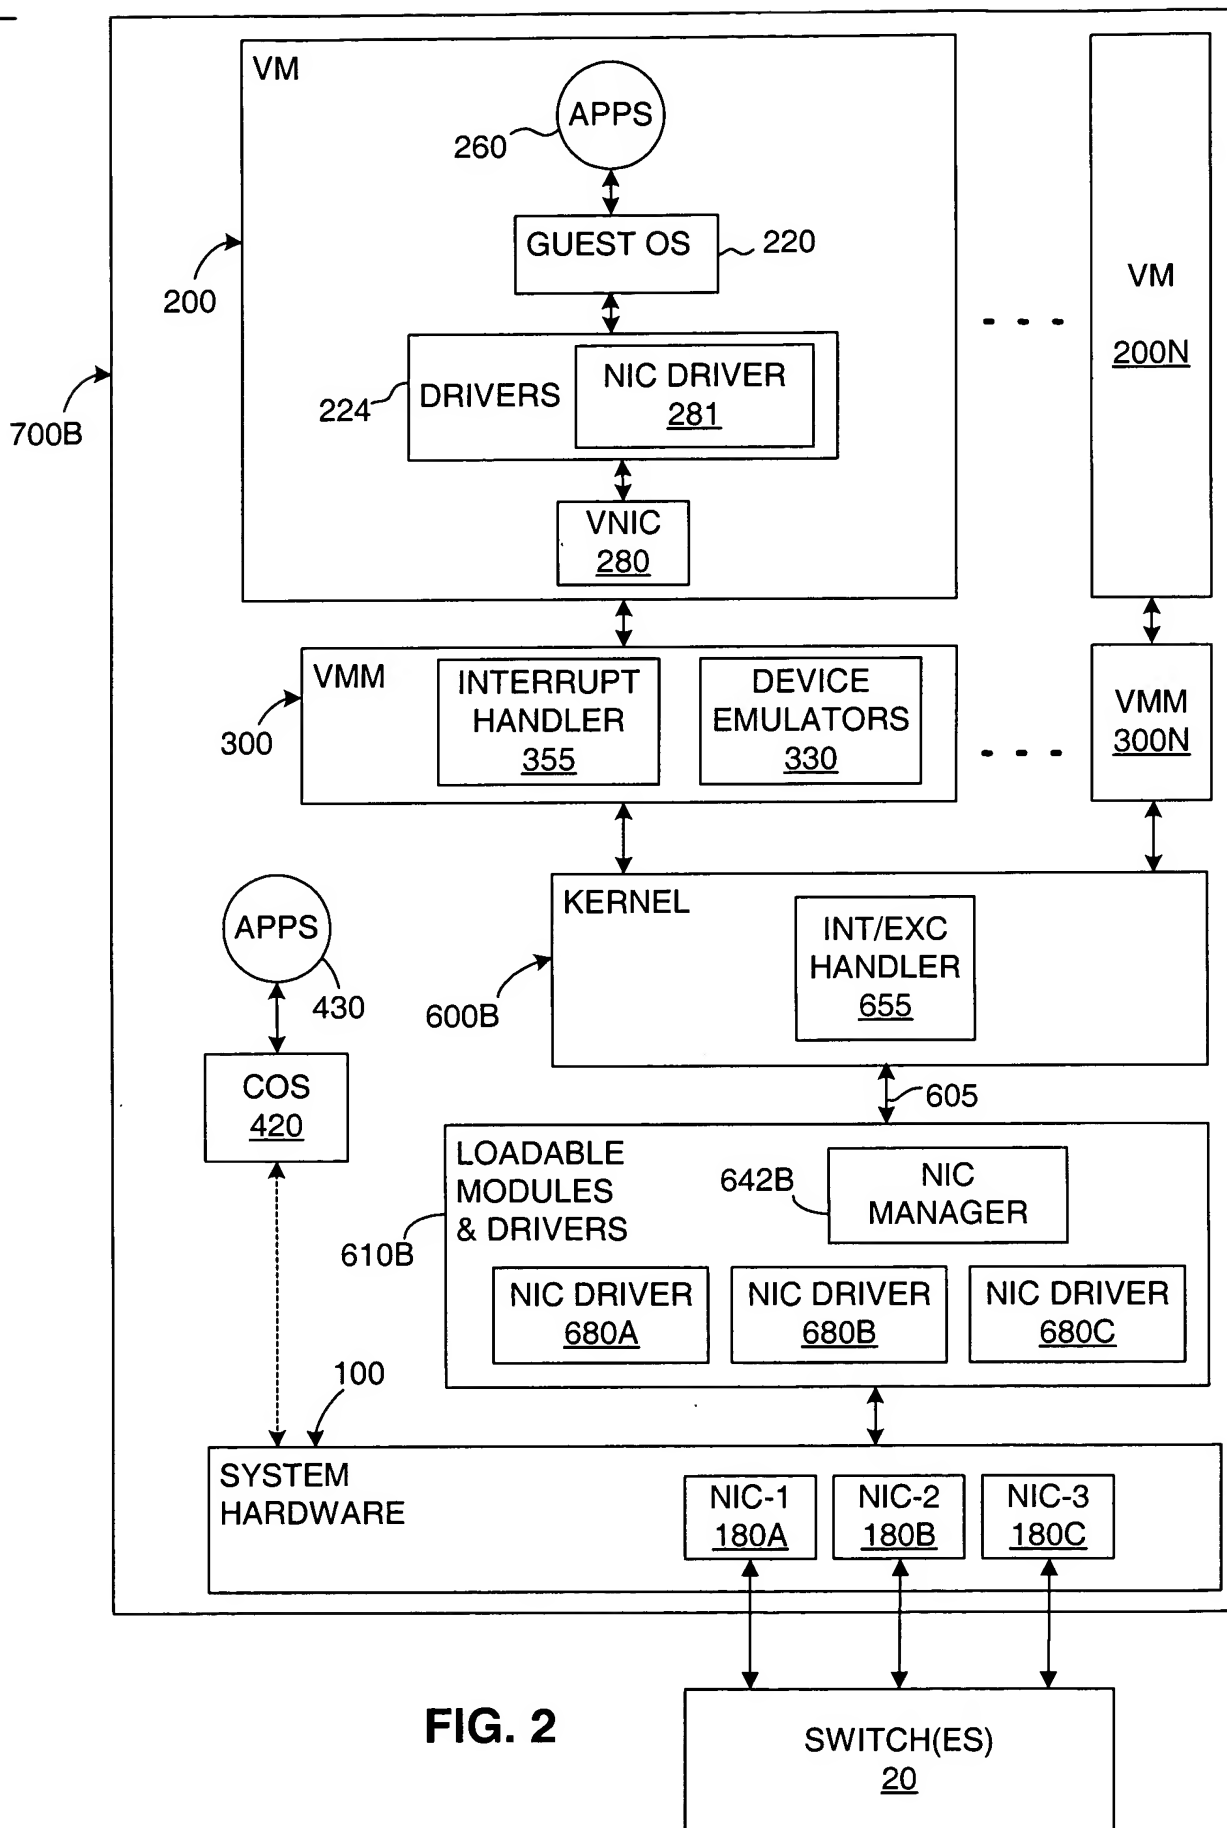 VM
APPS
260
GUEST OS
220
200
VM
200N
DRIVERS
NIC DRIVER
281
224
700B
VNIC
280
VMM
INTERRUPT
HANDLER
355
DEVICE
EMULATORS
330
300
VMM
300N
KERNEL
INT/EXC
HANDLER
655
APPS
430
600B
COS
420
605
LOADABLE
MODULES
& DRIVERS
642B
NIC
MANAGER
610B
NIC DRIVER
680A
NIC DRIVER
680B
NIC DRIVER
680C
100
SYSTEM
HARDWARE
NIC-1
180A
NIC-2
180B
NIC-3
180C
FIG. 2
SWITCH(ES)
20